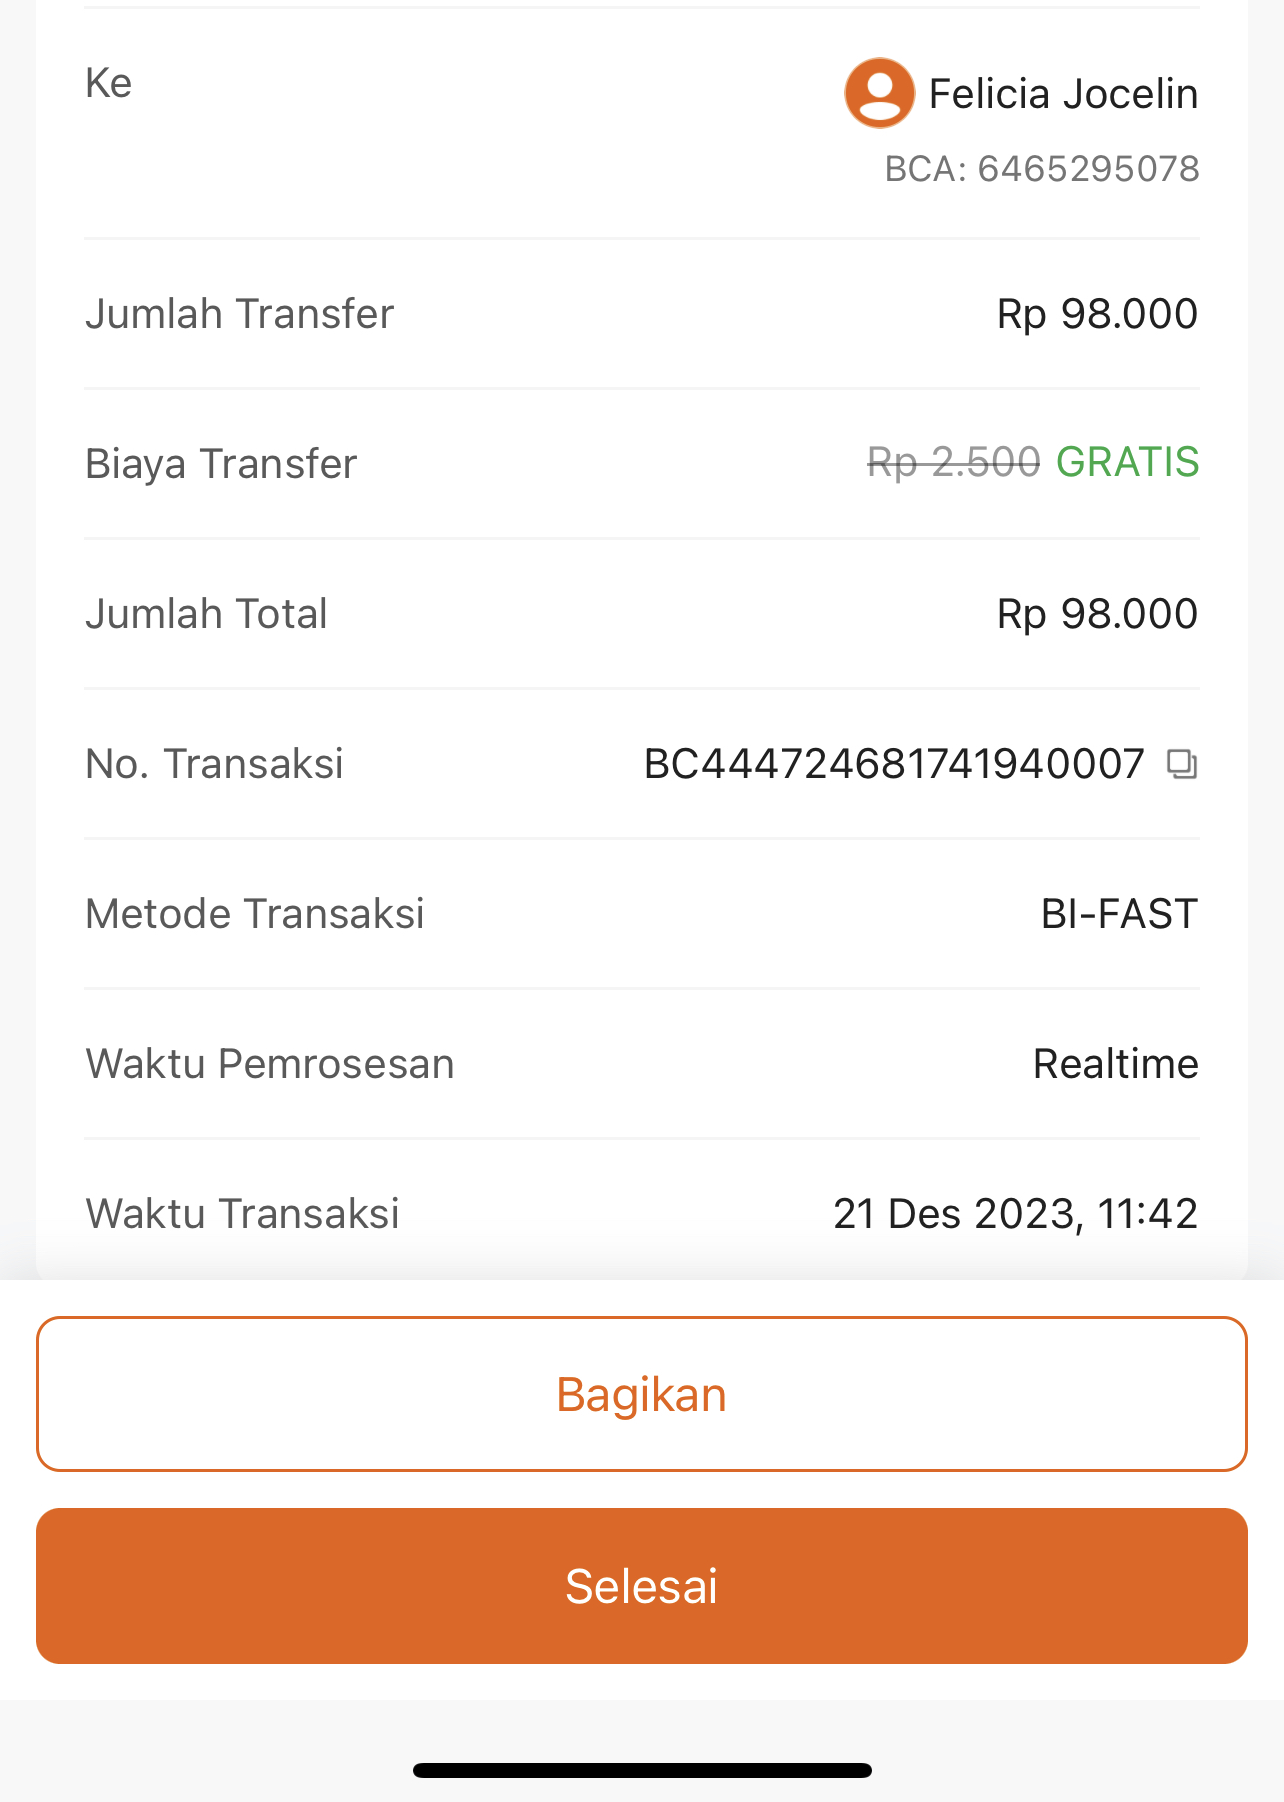 Ke
Felicia Jocelin
BCA: 6465295078
Jumlah Transfer Rp 98.000
Biaya Transfer Rp 2.500 GRATIS
Jumlah Total Rp 98.000
No. Transaksi BC444724681741940007
Metode Transaksi BI-FAST
Waktu Pemrosesan Realtime
Waktu Transaksi 21 Des 2023, 11:42
Bagikan
Selesai